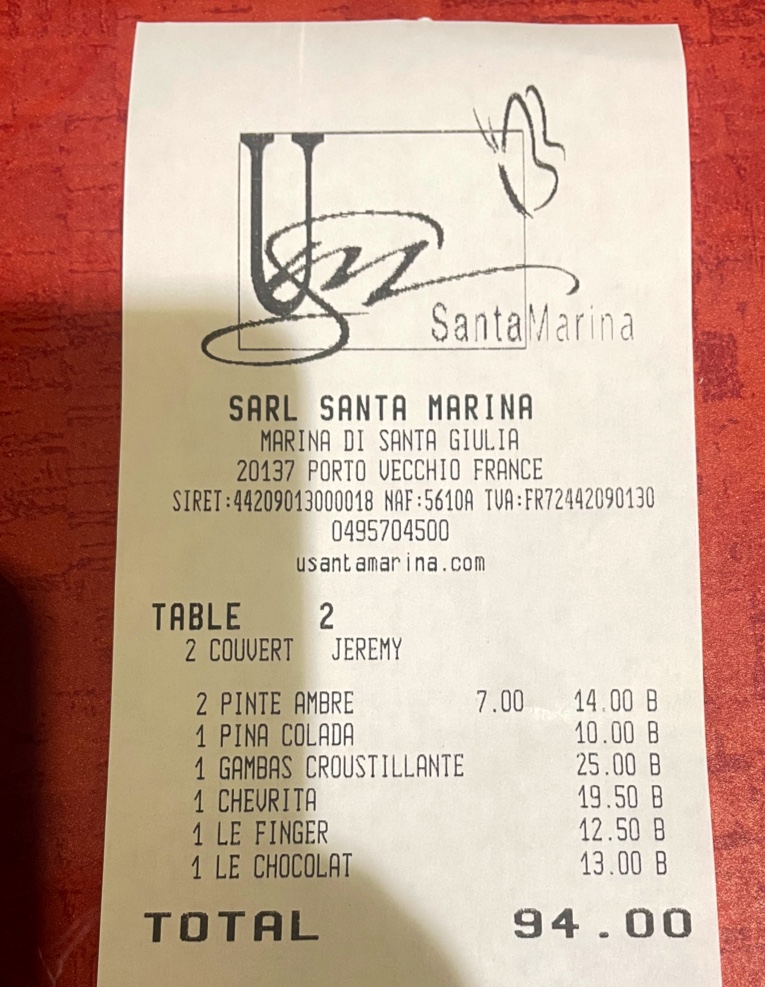 U
SantaMarina
SARL SANTA MARINA
MARINA DI SANTA GIULIA
20137 PORTO VECCHIO FRANCE
SIRET:44209013000018 NAF:5610A TVA:FR72442090130
0495704500
usantamarina.com
TABLE 2
2 COUVERT JEREMY
2 PINTE AMBRE 7.00 14.00 B
1 PINA COLADA 10.00 B
1 GAMBAS CROUSTILLANTE 25.00 B
1 CHEVRITA 19.50 B
1 LE FINGER 12.50 B
1 LE CHOCOLAT 13.00 B
TOTAL 94.00